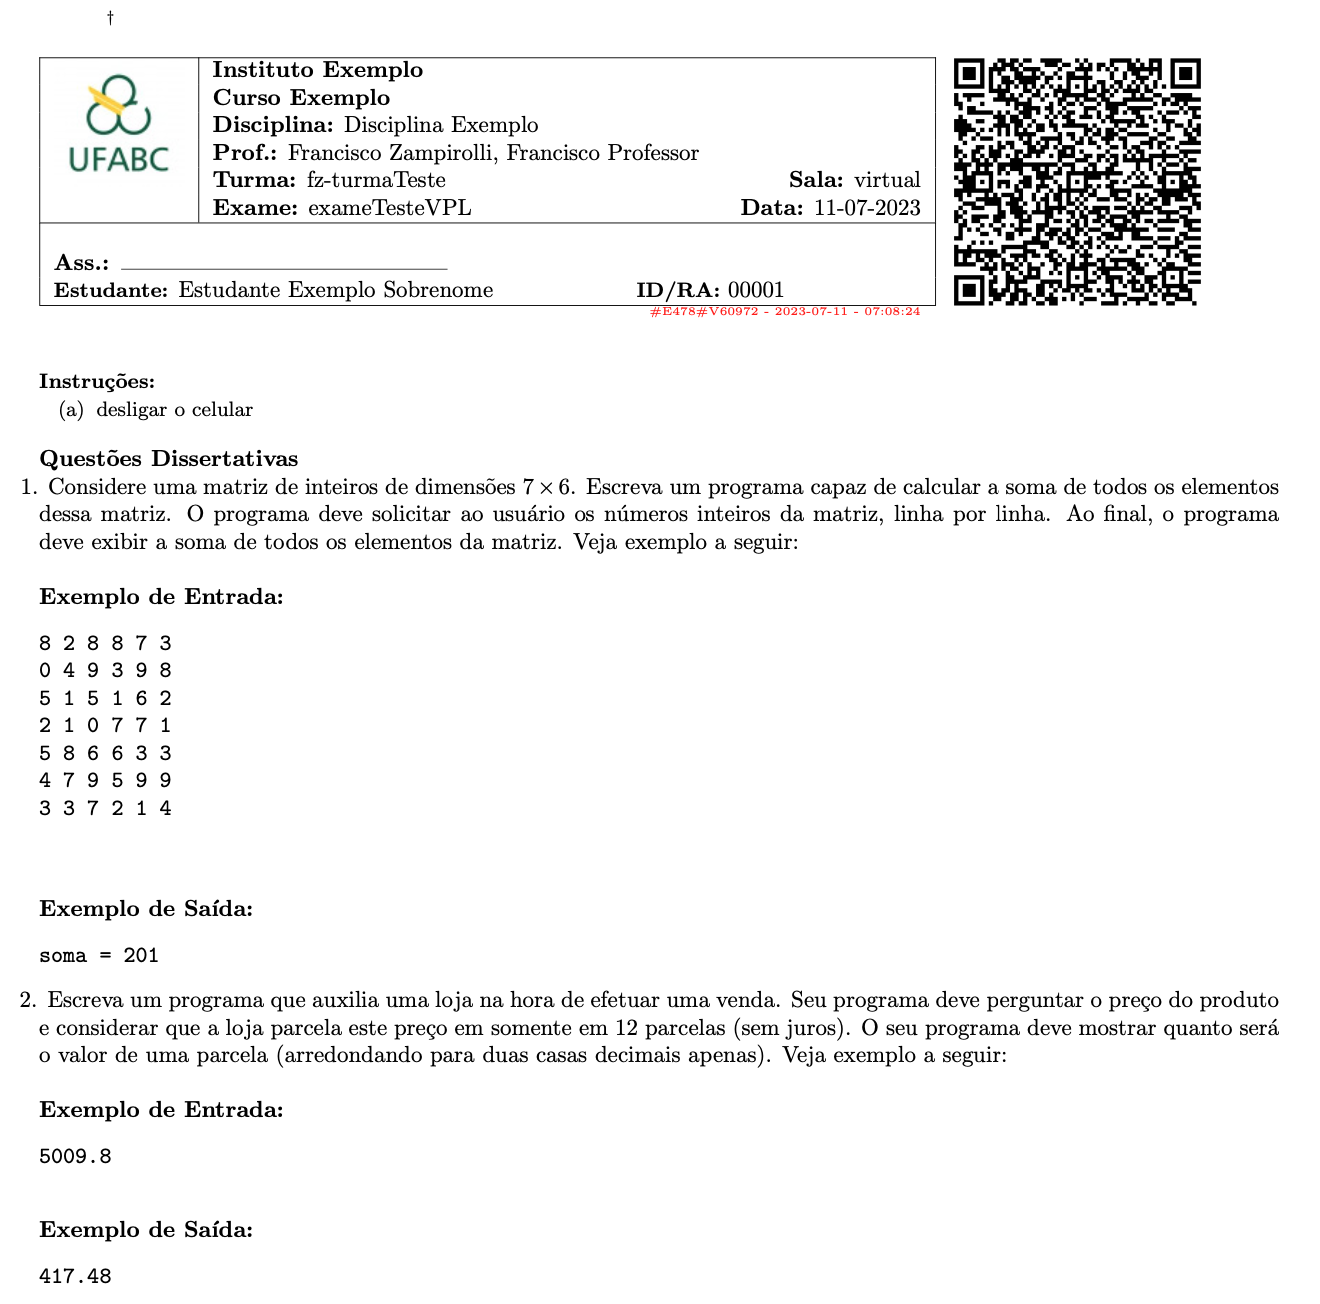 †
UFABC
Instituto Exemplo
Curso Exemplo
Disciplina: Disciplina Exemplo
Prof.: Francisco Zampirolli, Francisco Professor
Turma: fz-turmaTeste Sala: virtual
Exame: exameTesteVPL Data: 11-07-2023
Ass.:
Estudante: Estudante Exemplo Sobrenome ID/RA: 00001
#E478#V60972 - 2023-07-11 - 07:08:24
Instruções:
(a) desligar o celular
Questões Dissertativas
1. Considere uma matriz de inteiros de dimensões 7 × 6. Escreva um programa capaz de calcular a soma de todos os elementos
dessa matriz. O programa deve solicitar ao usuário os números inteiros da matriz, linha por linha. Ao final, o programa
deve exibir a soma de todos os elementos da matriz. Veja exemplo a seguir:
Exemplo de Entrada:
8 2 8 8 7 3
0 4 9 3 9 8
5 1 5 1 6 2
2 1 0 7 7 1
5 8 6 6 3 3
4 7 9 5 9 9
3 3 7 2 1 4
Exemplo de Saída:
soma = 201
2. Escreva um programa que auxilia uma loja na hora de efetuar uma venda. Seu programa deve perguntar o preço do produto
e considerar que a loja parcela este preço em somente em 12 parcelas (sem juros). O seu programa deve mostrar quanto será
o valor de uma parcela (arredondando para duas casas decimais apenas). Veja exemplo a seguir:
Exemplo de Entrada:
5009.8
Exemplo de Saída:
417.48